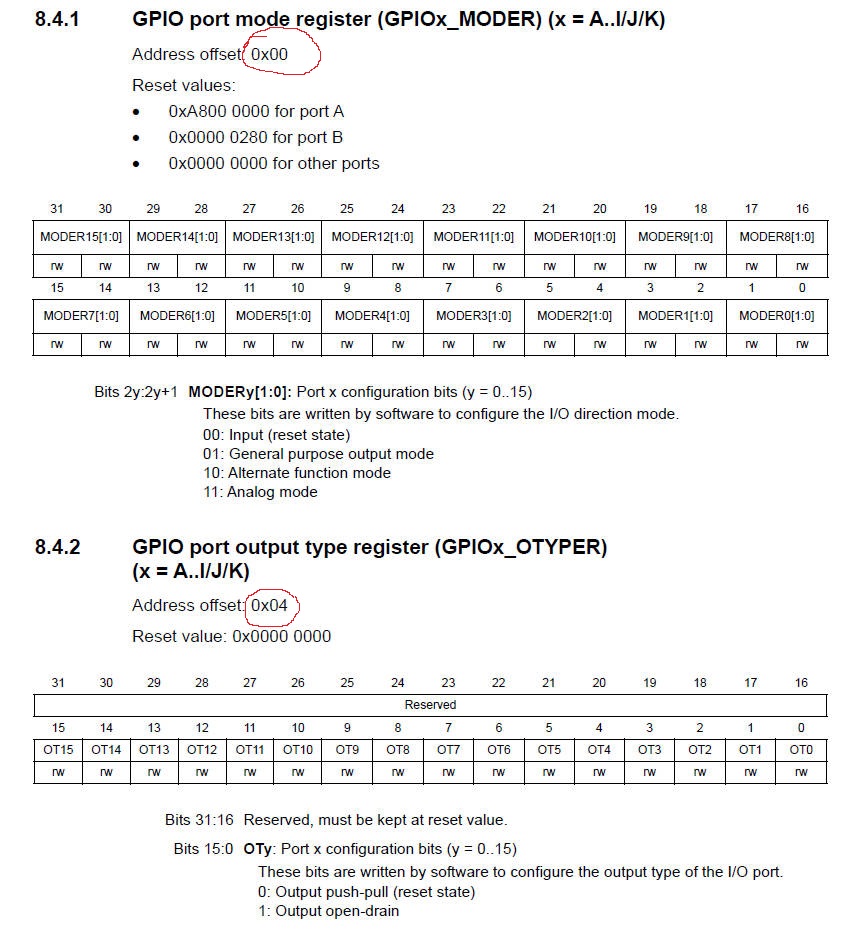 8.4.1 GPIO port mode register (GPIOx_MODER) (x = A..I/J/K)
Address offset: 0x00
Reset values:
• 0xA800 0000 for port A
• 0x0000 0280 for port B
• 0x0000 0000 for other ports
31 30 29 28 27 26 25 24 23 22 21 20 19 18 17 16
MODER15[1:0] MODER14[1:0] MODER13[1:0] MODER12[1:0] MODER11[1:0] MODER10[1:0] MODER9[1:0] MODER8[1:0]
rw rw rw rw rw rw rw rw rw rw rw rw rw rw rw rw
15 14 13 12 11 10 9 8 7 6 5 4 3 2 1 0
MODER7[1:0] MODER6[1:0] MODER5[1:0] MODER4[1:0] MODER3[1:0] MODER2[1:0] MODER1[1:0] MODER0[1:0]
rw rw rw rw rw rw rw rw rw rw rw rw rw rw rw rw
Bits 2y:2y+1 MODERy[1:0]: Port x configuration bits (y = 0..15)
These bits are written by software to configure the I/O direction mode.
00: Input (reset state)
01: General purpose output mode
10: Alternate function mode
11: Analog mode
8.4.2 GPIO port output type register (GPIOx_OTYPER)
(x = A..I/J/K)
Address offset: 0x04
Reset value: 0x0000 0000
31 30 29 28 27 26 25 24 23 22 21 20 19 18 17 16
Reserved
15 14 13 12 11 10 9 8 7 6 5 4 3 2 1 0
OT15 OT14 OT13 OT12 OT11 OT10 OT9 OT8 OT7 OT6 OT5 OT4 OT3 OT2 OT1 OT0
rw rw rw rw rw rw rw rw rw rw rw rw rw rw rw rw
Bits 31:16 Reserved, must be kept at reset value.
Bits 15:0 OTy: Port x configuration bits (y = 0..15)
These bits are written by software to configure the output type of the I/O port.
0: Output push-pull (reset state)
1: Output open-drain